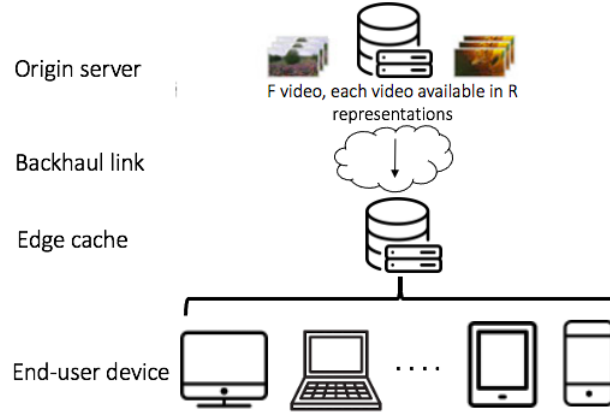 Origin server
F video, each video available in R
representations
Backhaul link
Edge cache
End-user device
....